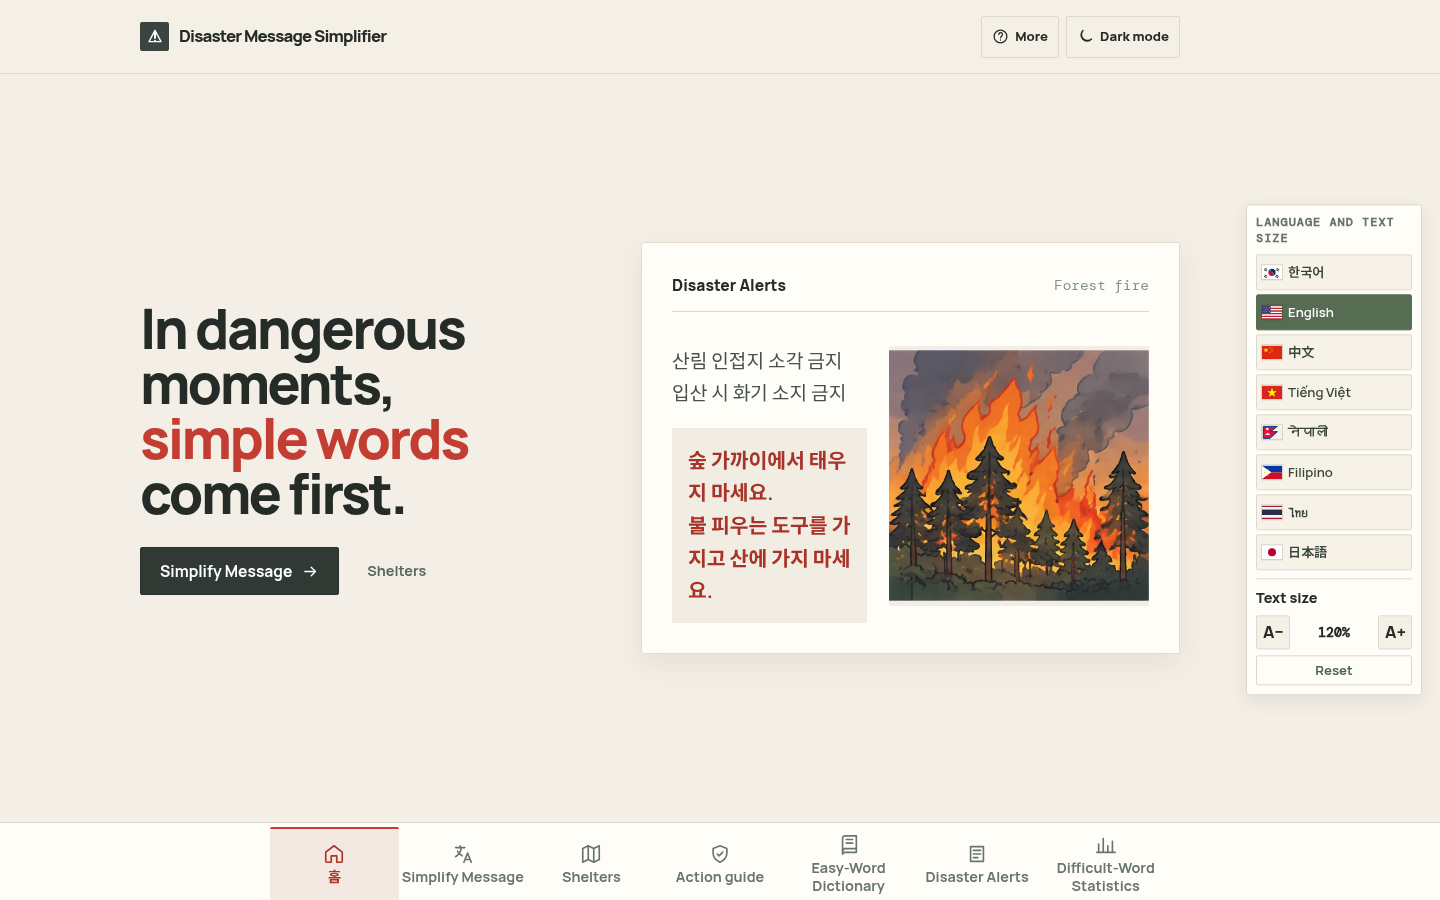 Disaster Message Simplifier
More
Dark mode
In dangerous
moments,
simple words
come first.
Simplify Message →
Shelters
Disaster Alerts
Forest fire
산림 인접지 소각 금지
입산 시 화기 소지 금지
숲 가까이에서 태우
지 마세요.
불 피우는 도구를 가
지고 산에 가지 마세
요.
LANGUAGE AND TEXT
SIZE
한국어
English
中文
Tiếng Việt
नेपाली
Filipino
ไทย
日本語
Text size
A−
120%
A+
Reset
홈
Simplify Message
Shelters
Action guide
Easy-Word
Dictionary
Disaster Alerts
Difficult-Word
Statistics